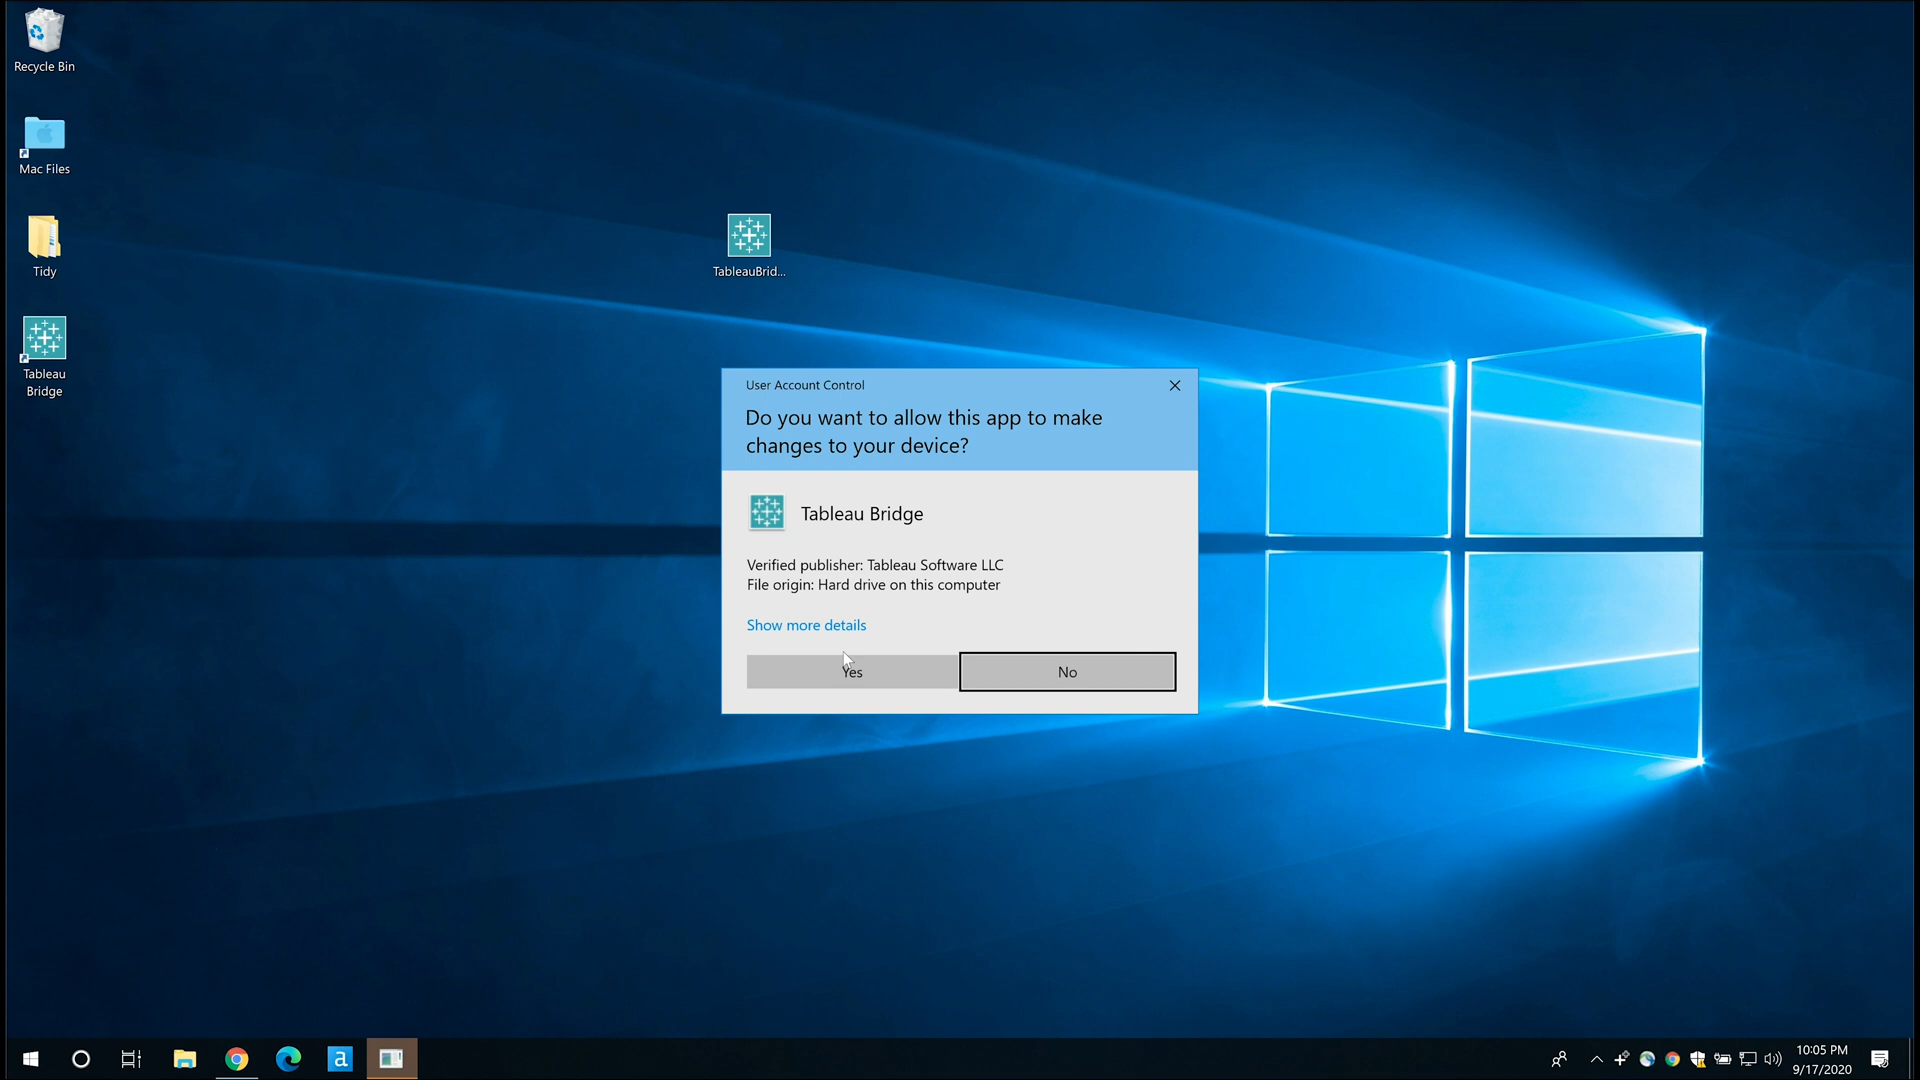 Recycle Bin
Mac Files
Tidy
Tableau
Bridge
TableauBrid...
User Account Control
Do you want to allow this app to make
changes to your device?
Tableau Bridge
Verified publisher: Tableau Software LLC
File origin: Hard drive on this computer
Show more details
Yes
No
a
10:05 PM
9/17/2020